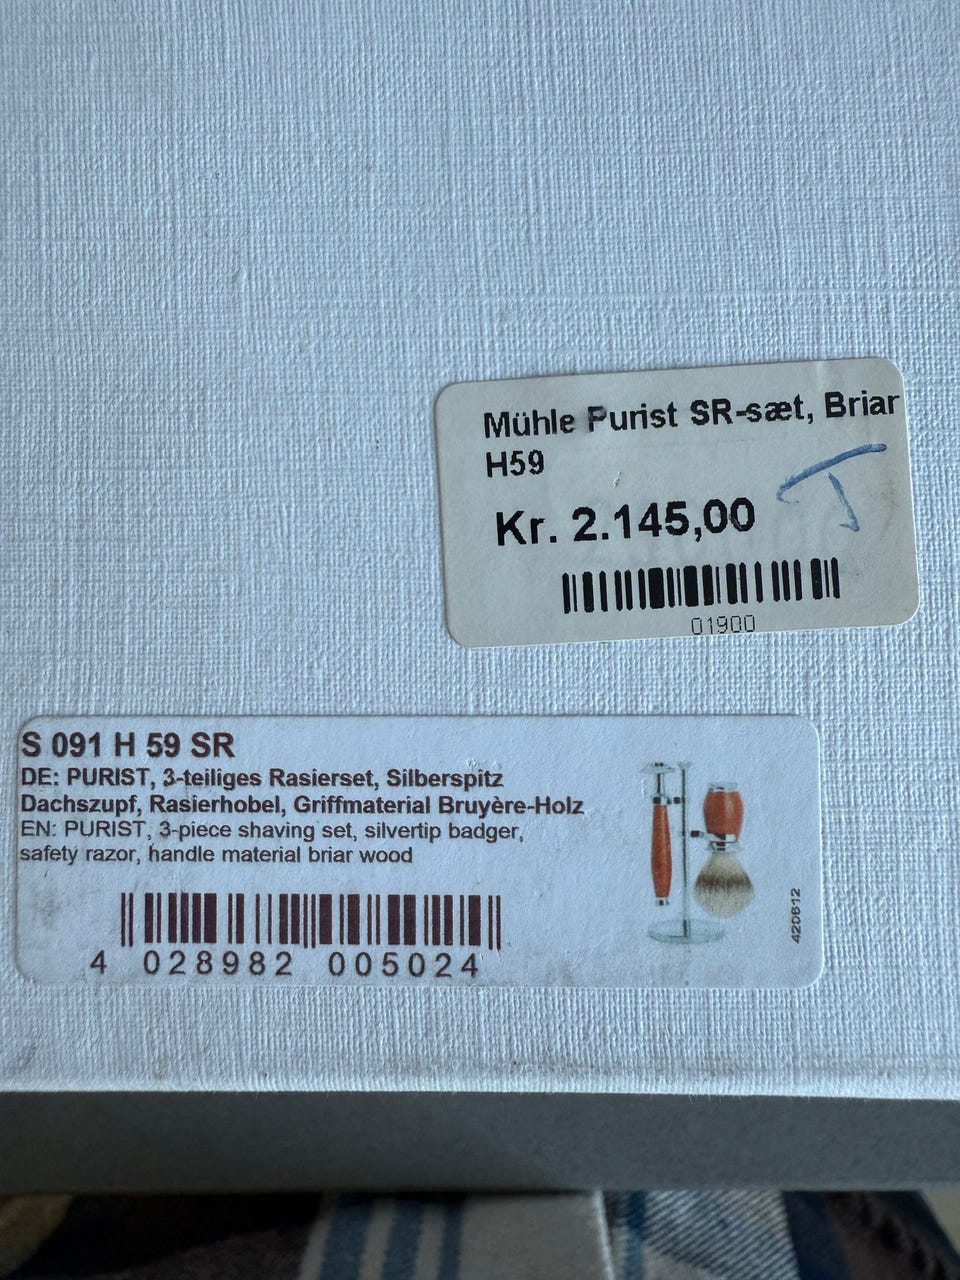 Mühle Purist SR-sæt, Briar
H59
Kr. 2.145,00
01900
S 091 H 59 SR
DE: PURIST, 3-teiliges Rasierset, Silberspitz
Dachszupf, Rasierhobel, Griffmaterial Bruyère-Holz
EN: PURIST, 3-piece shaving set, silvertip badger,
safety razor, handle material briar wood
4 028982 005024
420612